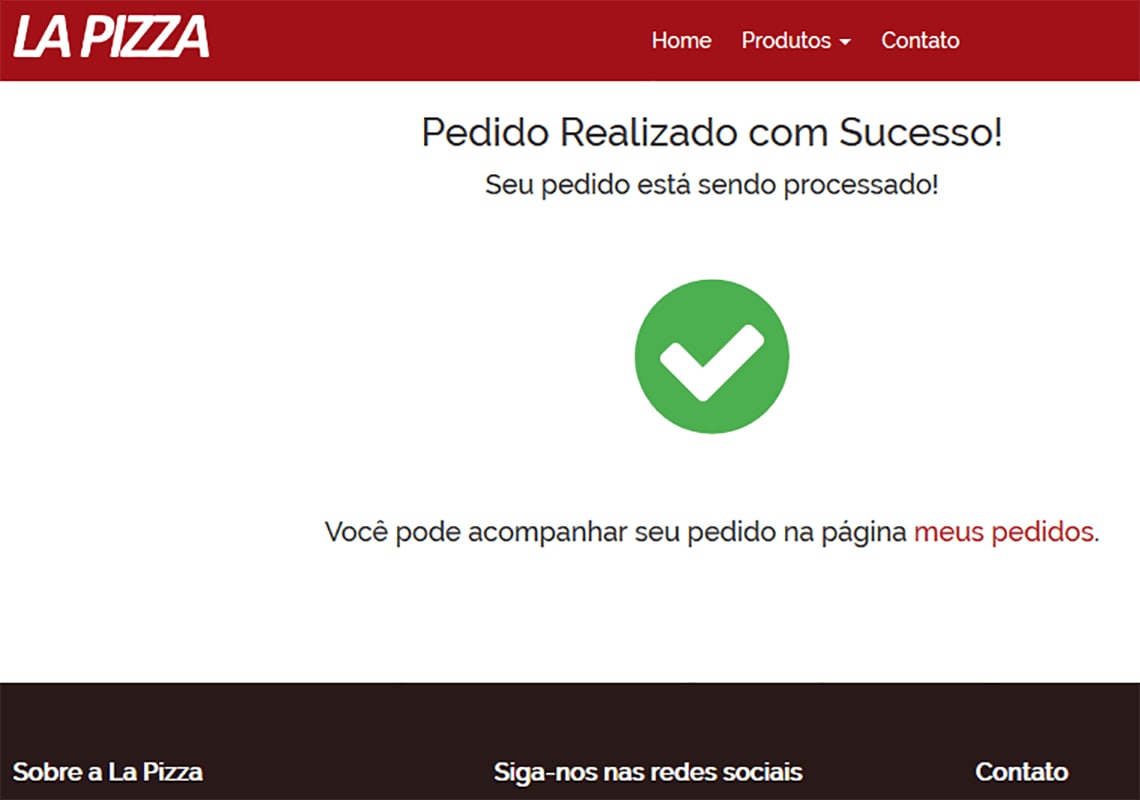 LA PIZZA
Home Produtos Contato
Pedido Realizado com Sucesso!
Seu pedido está sendo processado!
Você pode acompanhar seu pedido na página meus pedidos.
Sobre a La Pizza
Siga-nos nas redes sociais
Contato